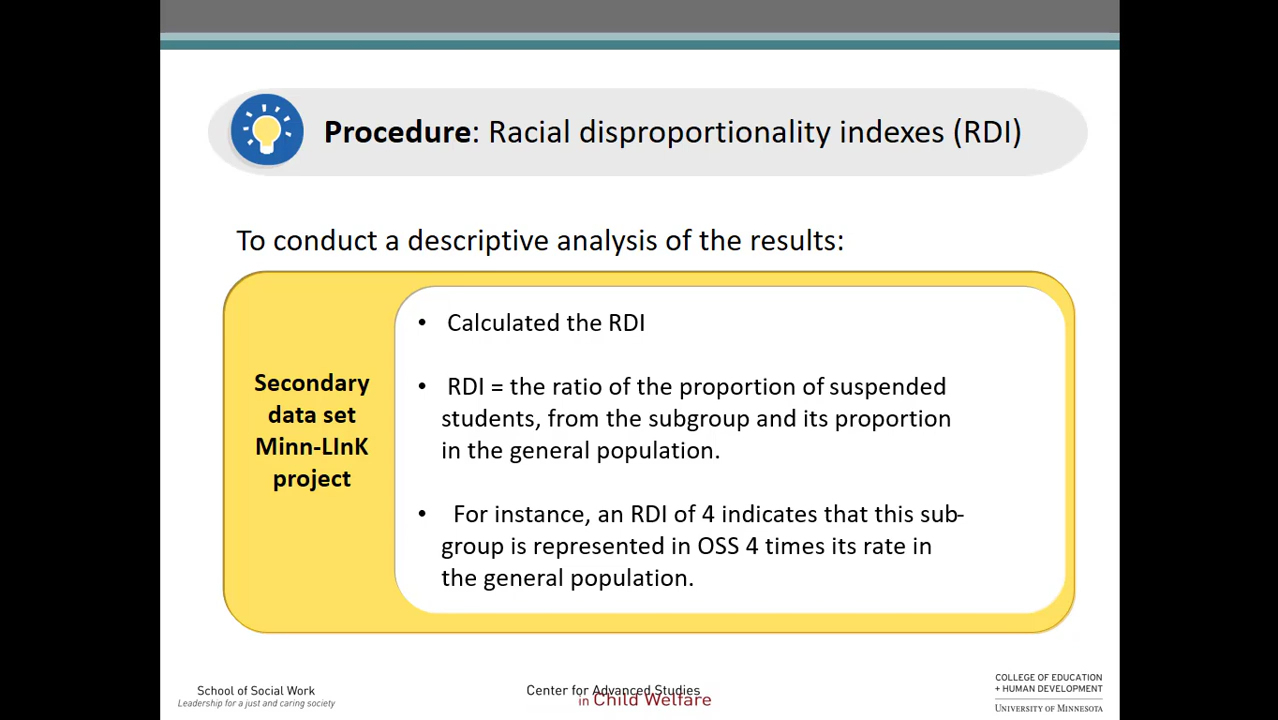 Procedure: Racial disproportionality indexes (RDI)
To conduct a descriptive analysis of the results:
Secondary
data set
Minn-LInK
project
• Calculated the RDI
• RDI = the ratio of the proportion of suspended
students, from the subgroup and its proportion
in the general population.
• For instance, an RDI of 4 indicates that this sub-
group is represented in OSS 4 times its rate in
the general population.
School of Social Work
Leadership for a just and caring society
Center for Advanced Studies
in Child Welfare
COLLEGE OF EDUCATION
+ HUMAN DEVELOPMENT
UNIVERSITY OF MINNESOTA